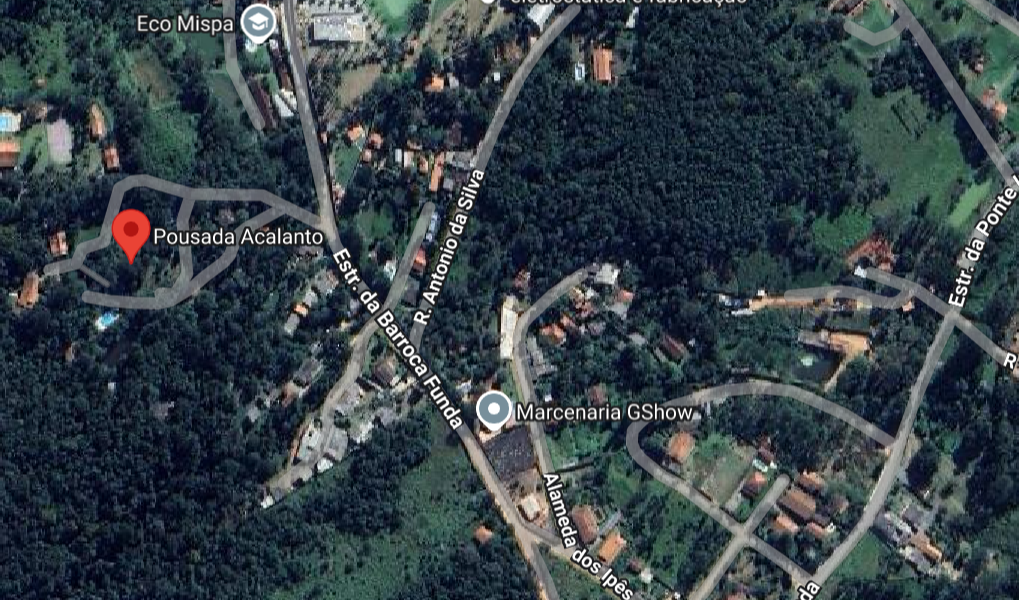 Eco Mispa
Pousada Acalanto
R. Antonio da Silva
Estr. da Barroca Funda
Estr. da Ponte
Marcenaria GShow
Alameda dos Ipês
R.
da